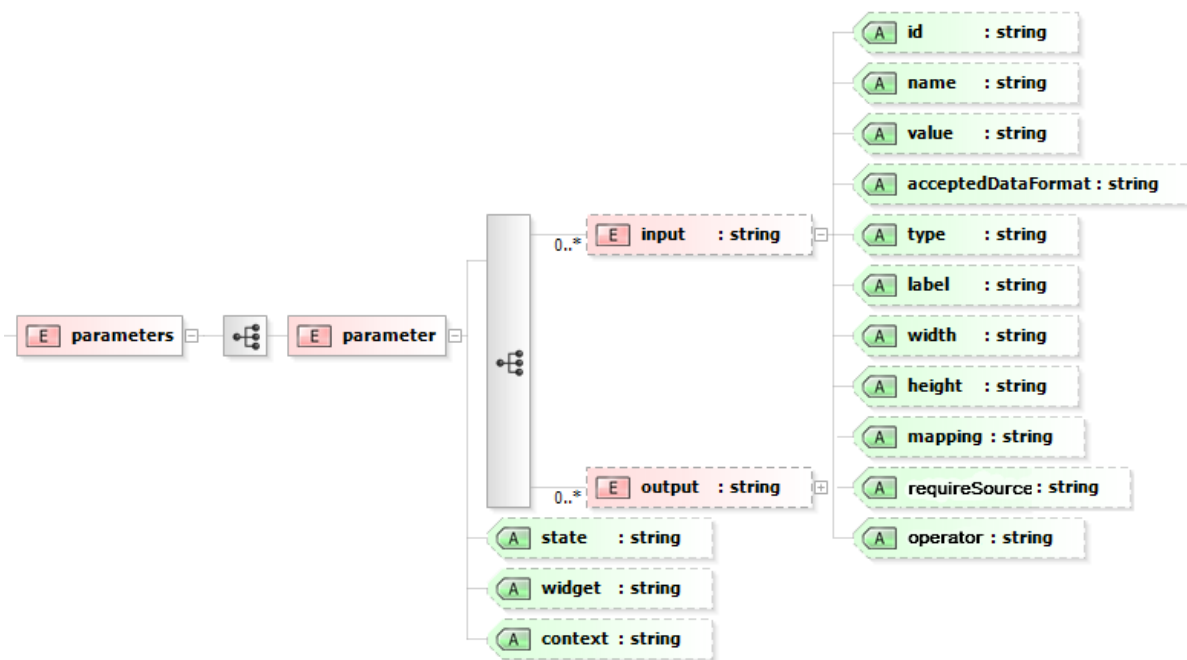 A id : string
A name : string
A value : string
A acceptedDataFormat : string
0..* E input : string
A type : string
A label : string
E parameters
E parameter
A width : string
A height : string
A mapping : string
0..* E output : string
A requireSource : string
A operator : string
A state : string
A widget : string
A context : string